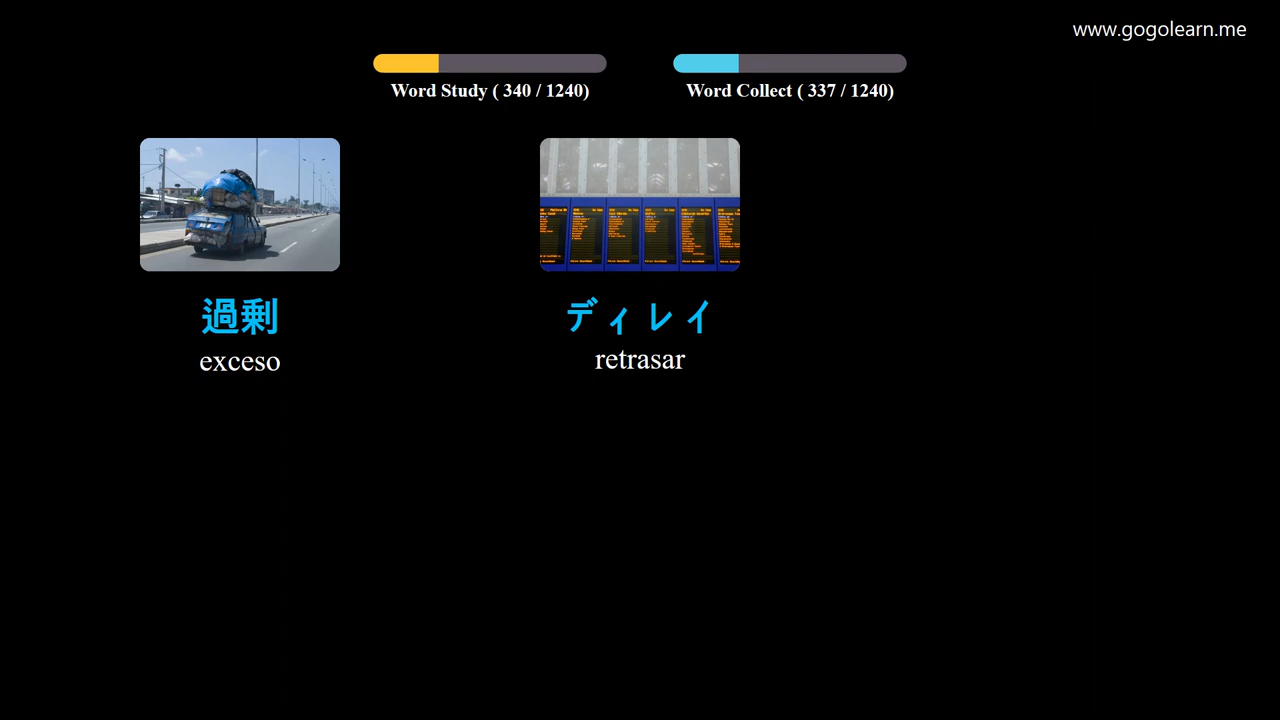 www.gogolearn.me
Word Study ( 340 / 1240)
Word Collect ( 337 / 1240)
過剰
exceso
ディレイ
retrasar